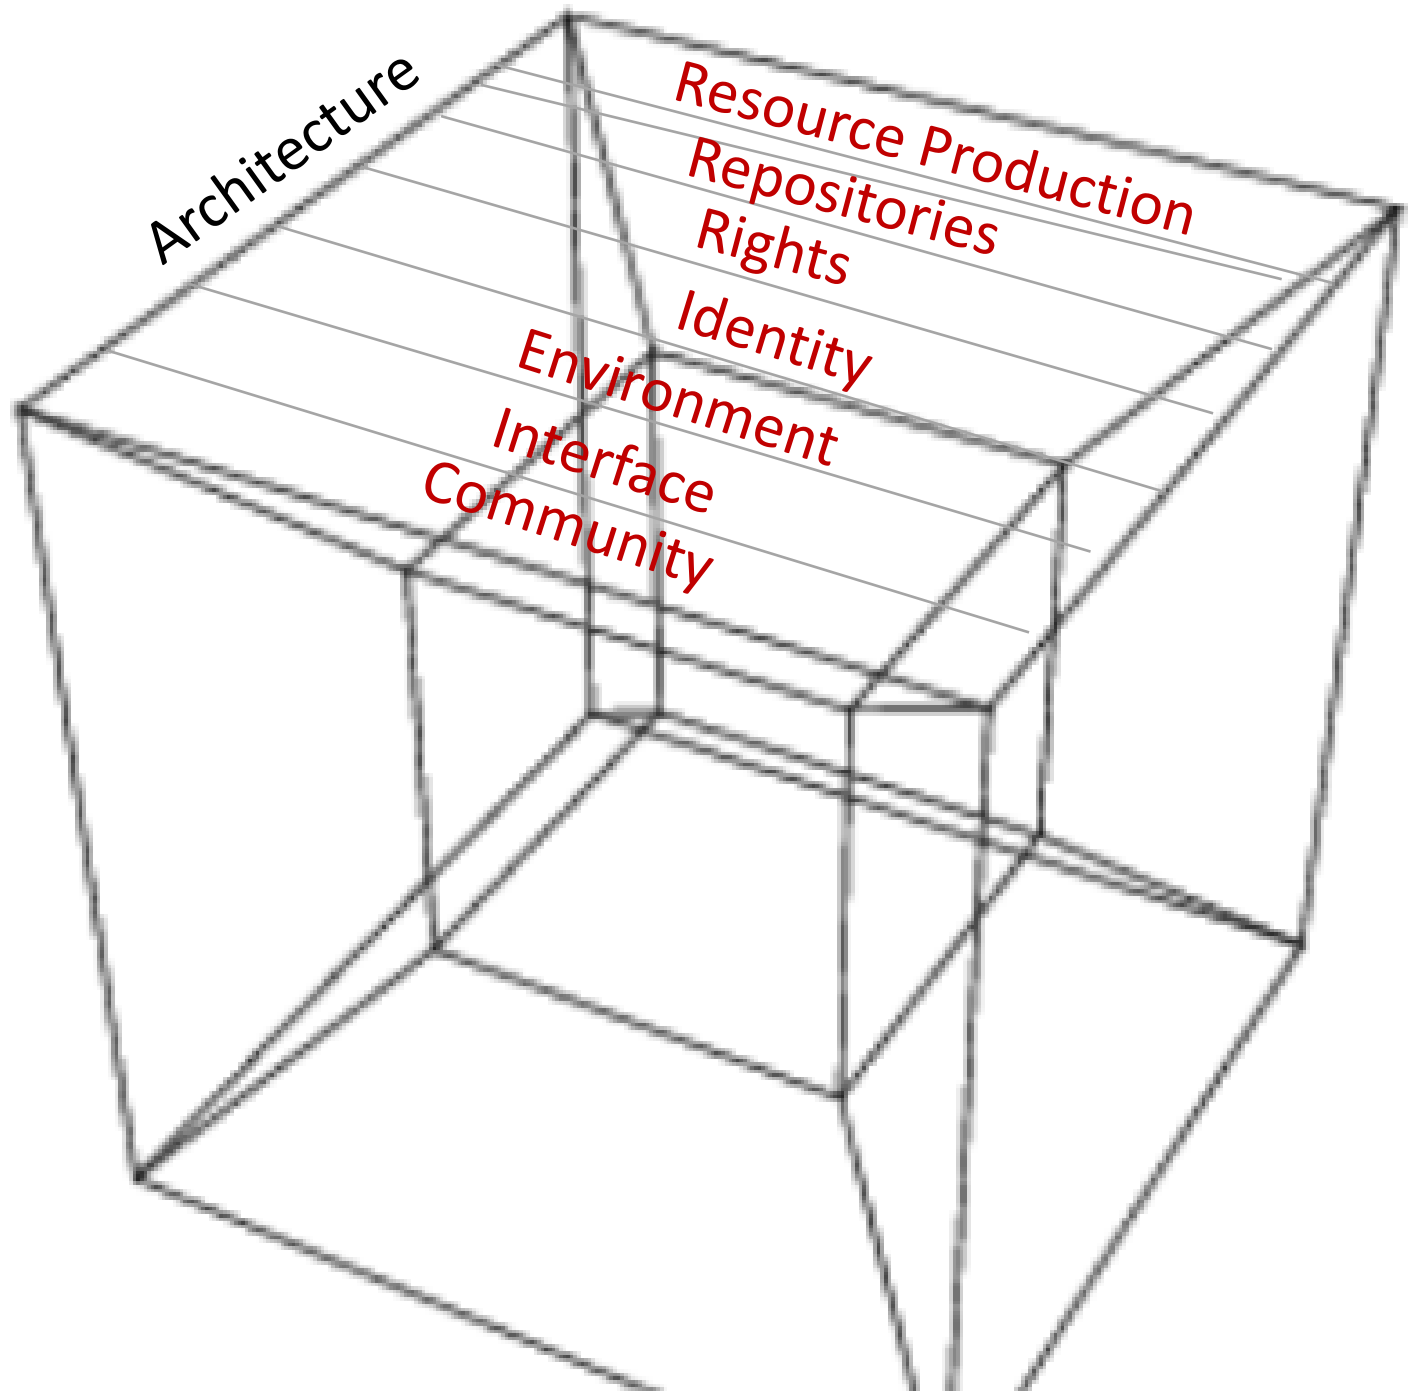 Architecture
Resource Production
Repositories
Rights
Identity
Environment
Interface
Community